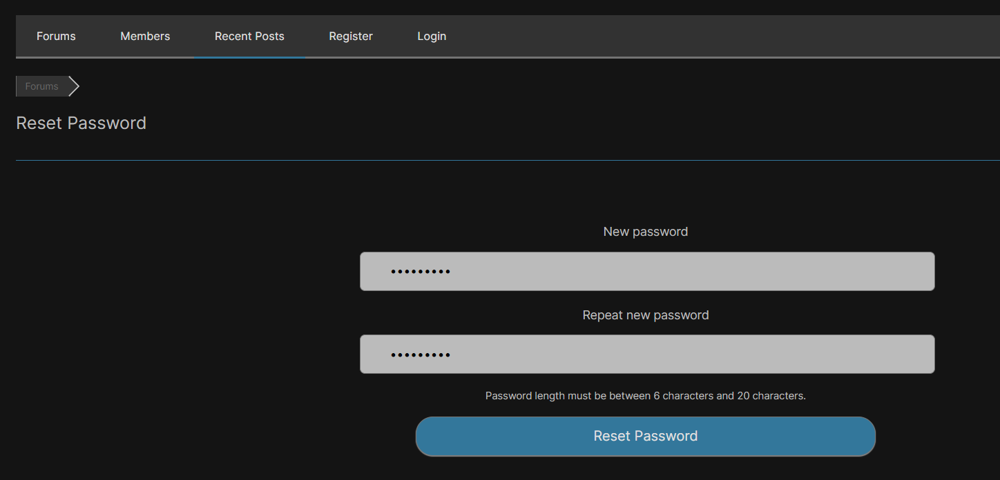 Forums Members Recent Posts Register Login
Forums
Reset Password
New password
•••••••••
Repeat new password
•••••••••
Password length must be between 6 characters and 20 characters.
Reset Password